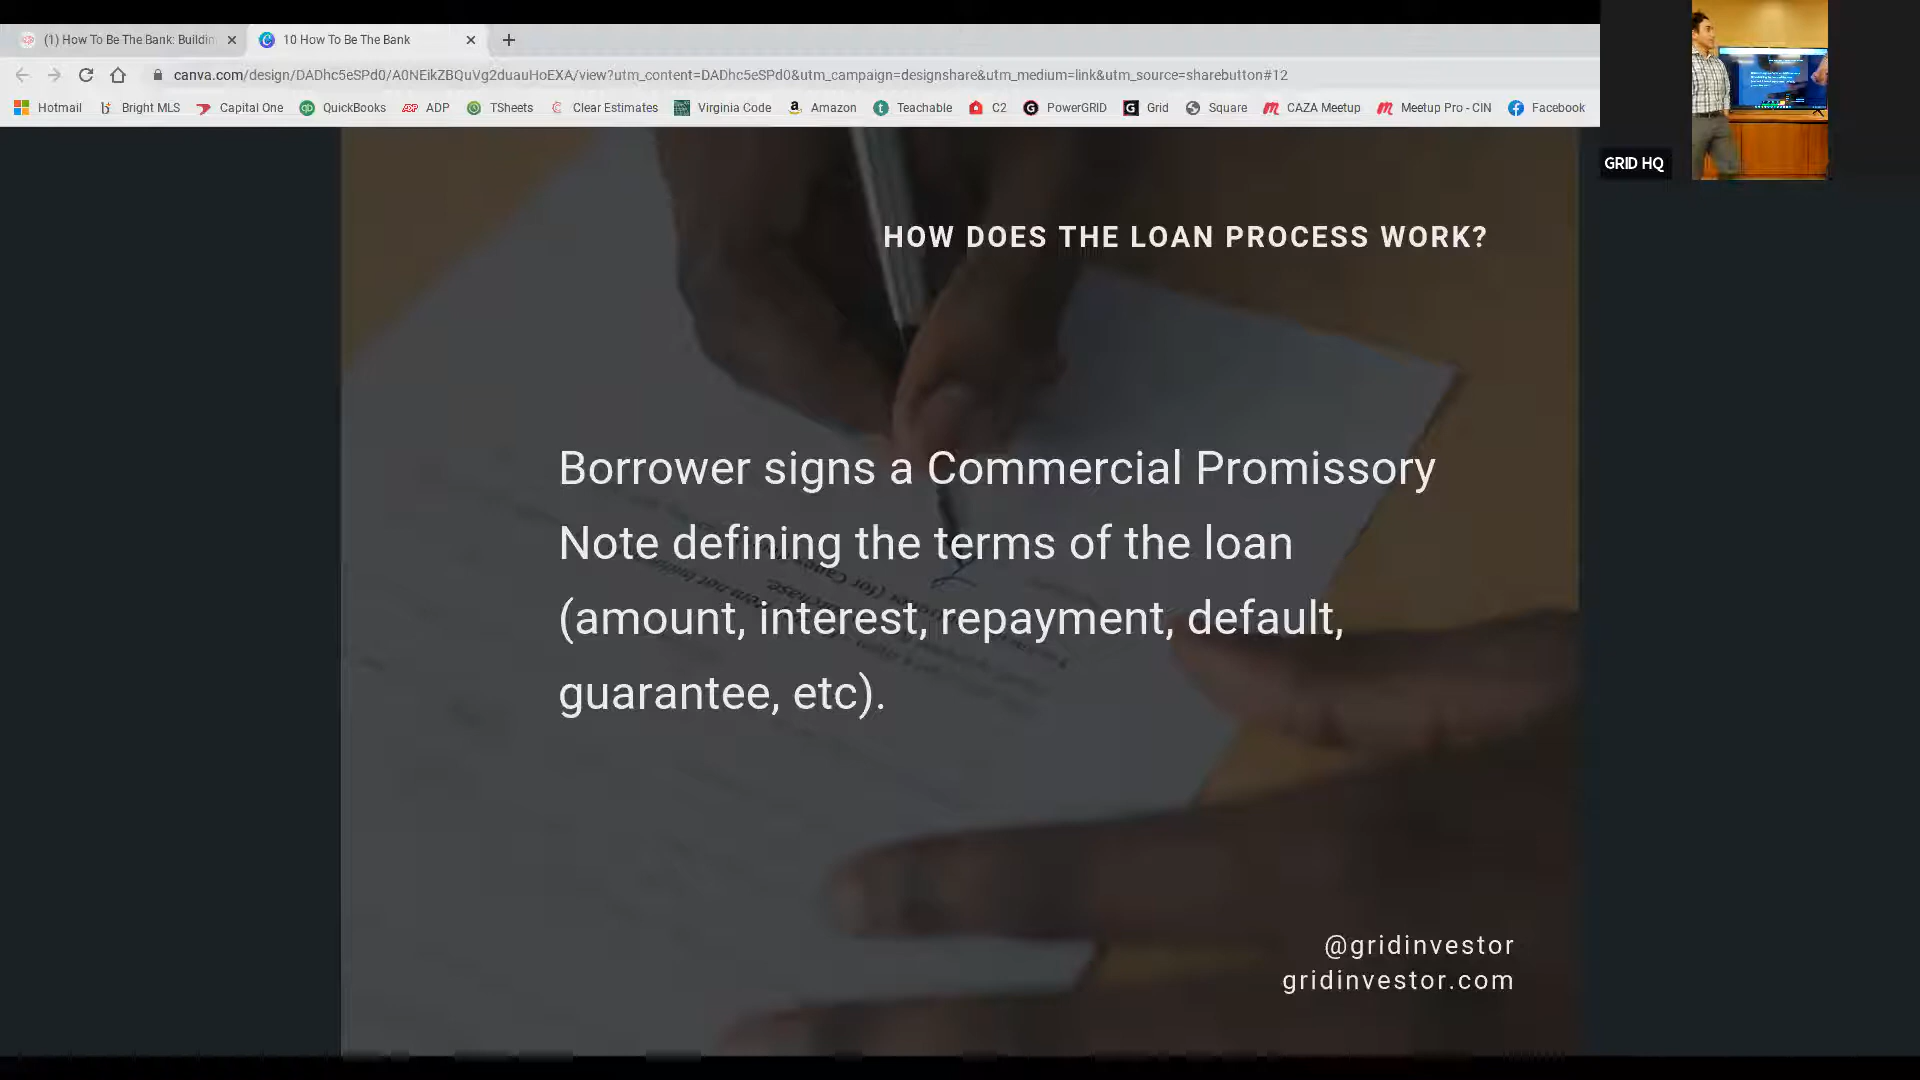 (1) How To Be The Bank: Buildin
10 How To Be The Bank
canva.com/design/DADhc5eSPd0/A0NEikZBQuVg2duauHoEXA/view?utm_content=DADhc5eSPd0&utm_campaign=designshare&utm_medium=link&utm_source=sharebutton#12
Hotmail Bright MLS Capital One QuickBooks ADP TSheets Clear Estimates Virginia Code Amazon Teachable C2 PowerGRID Grid Square CAZA Meetup Meetup Pro - CIN Facebook
GRID HQ
HOW DOES THE LOAN PROCESS WORK?
Borrower signs a Commercial Promissory
Note defining the terms of the loan
(amount, interest, repayment, default,
guarantee, etc).
@gridinvestor
gridinvestor.com